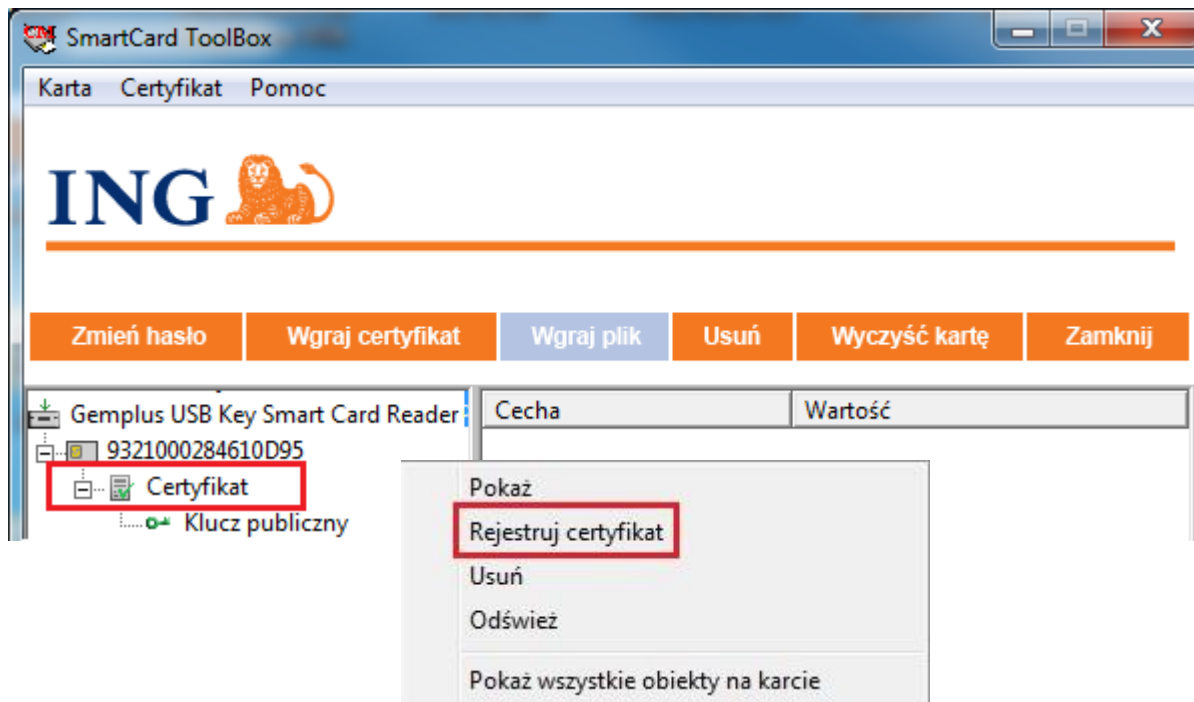 SmartCard ToolBox
Karta Certyfikat Pomoc
ING
Zmień hasło Wgraj certyfikat Wgraj plik Usuń Wyczyść kartę Zamknij
Gemplus USB Key Smart Card Reader Cecha Wartość
9321000284610D95
Certyfikat
Klucz publiczny
Pokaż
Rejestruj certyfikat
Usuń
Odśwież
Pokaż wszystkie obiekty na karcie